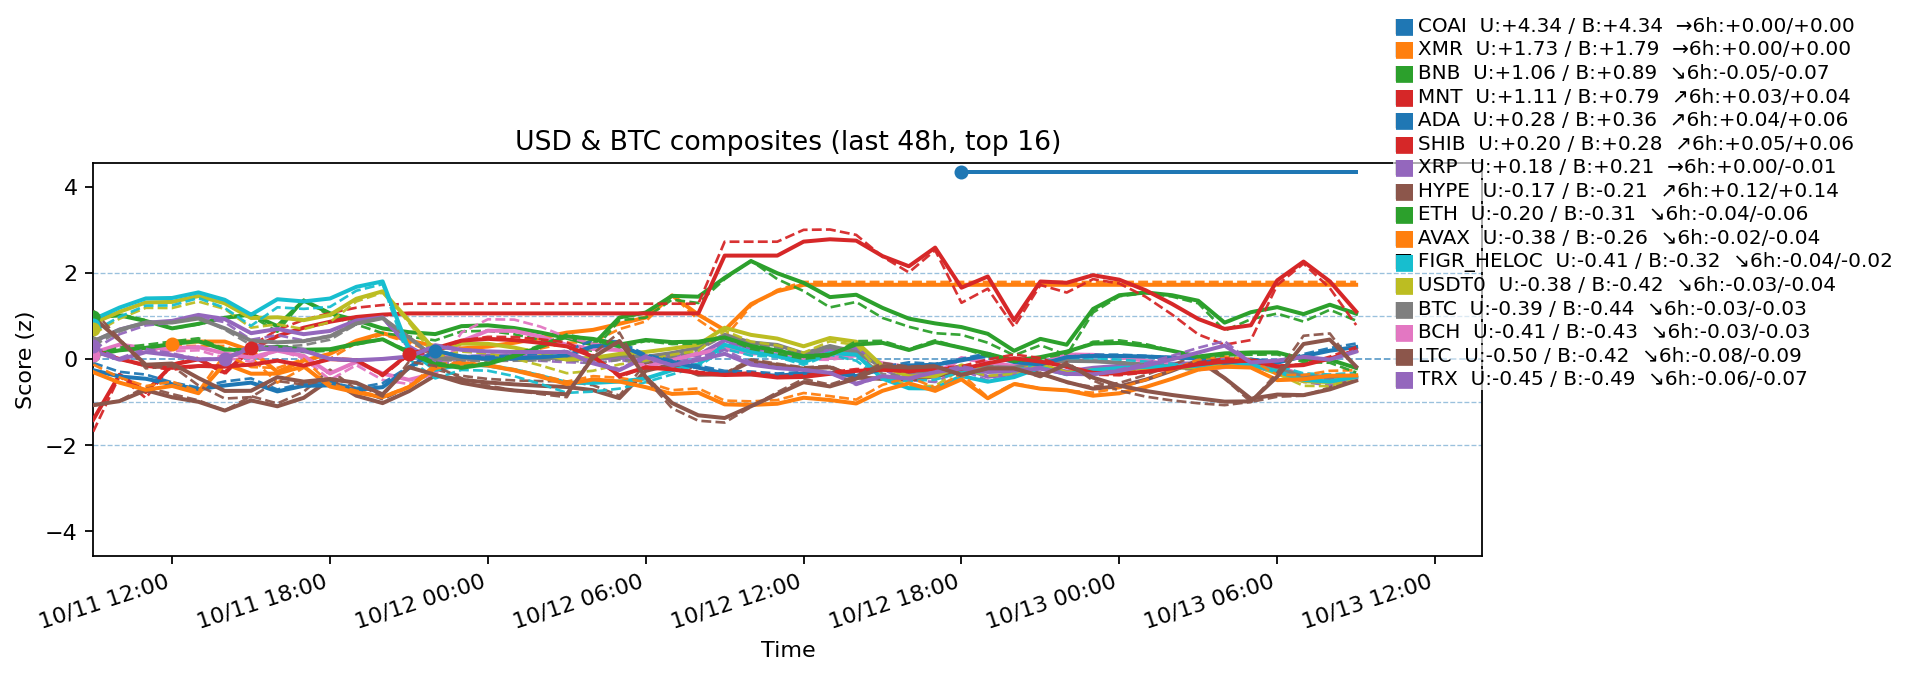 COAI U:+4.34 / B:+4.34 →6h:+0.00/+0.00
XMR U:+1.73 / B:+1.79 →6h:+0.00/+0.00
BNB U:+1.06 / B:+0.89 ↘6h:-0.05/-0.07
MNT U:+1.11 / B:+0.79 ↗6h:+0.03/+0.04
ADA U:+0.28 / B:+0.36 ↗6h:+0.04/+0.06
SHIB U:+0.20 / B:+0.28 ↗6h:+0.05/+0.06
XRP U:+0.18 / B:+0.21 →6h:+0.00/-0.01
HYPE U:-0.17 / B:-0.21 ↗6h:+0.12/+0.14
ETH U:-0.20 / B:-0.31 ↘6h:-0.04/-0.06
AVAX U:-0.38 / B:-0.26 ↘6h:-0.02/-0.04
FIGR_HELOC U:-0.41 / B:-0.32 ↘6h:-0.04/-0.02
USDT0 U:-0.38 / B:-0.42 ↘6h:-0.03/-0.04
BTC U:-0.39 / B:-0.44 ↘6h:-0.03/-0.03
BCH U:-0.41 / B:-0.43 ↘6h:-0.03/-0.03
LTC U:-0.50 / B:-0.42 ↘6h:-0.08/-0.09
TRX U:-0.45 / B:-0.49 ↘6h:-0.06/-0.07
USD & BTC composites (last 48h, top 16)
Score (z)
4
2
0
−2
−4
10/11 12:00
10/11 18:00
10/12 00:00
10/12 06:00
10/12 12:00
10/12 18:00
10/13 00:00
10/13 06:00
10/13 12:00
Time